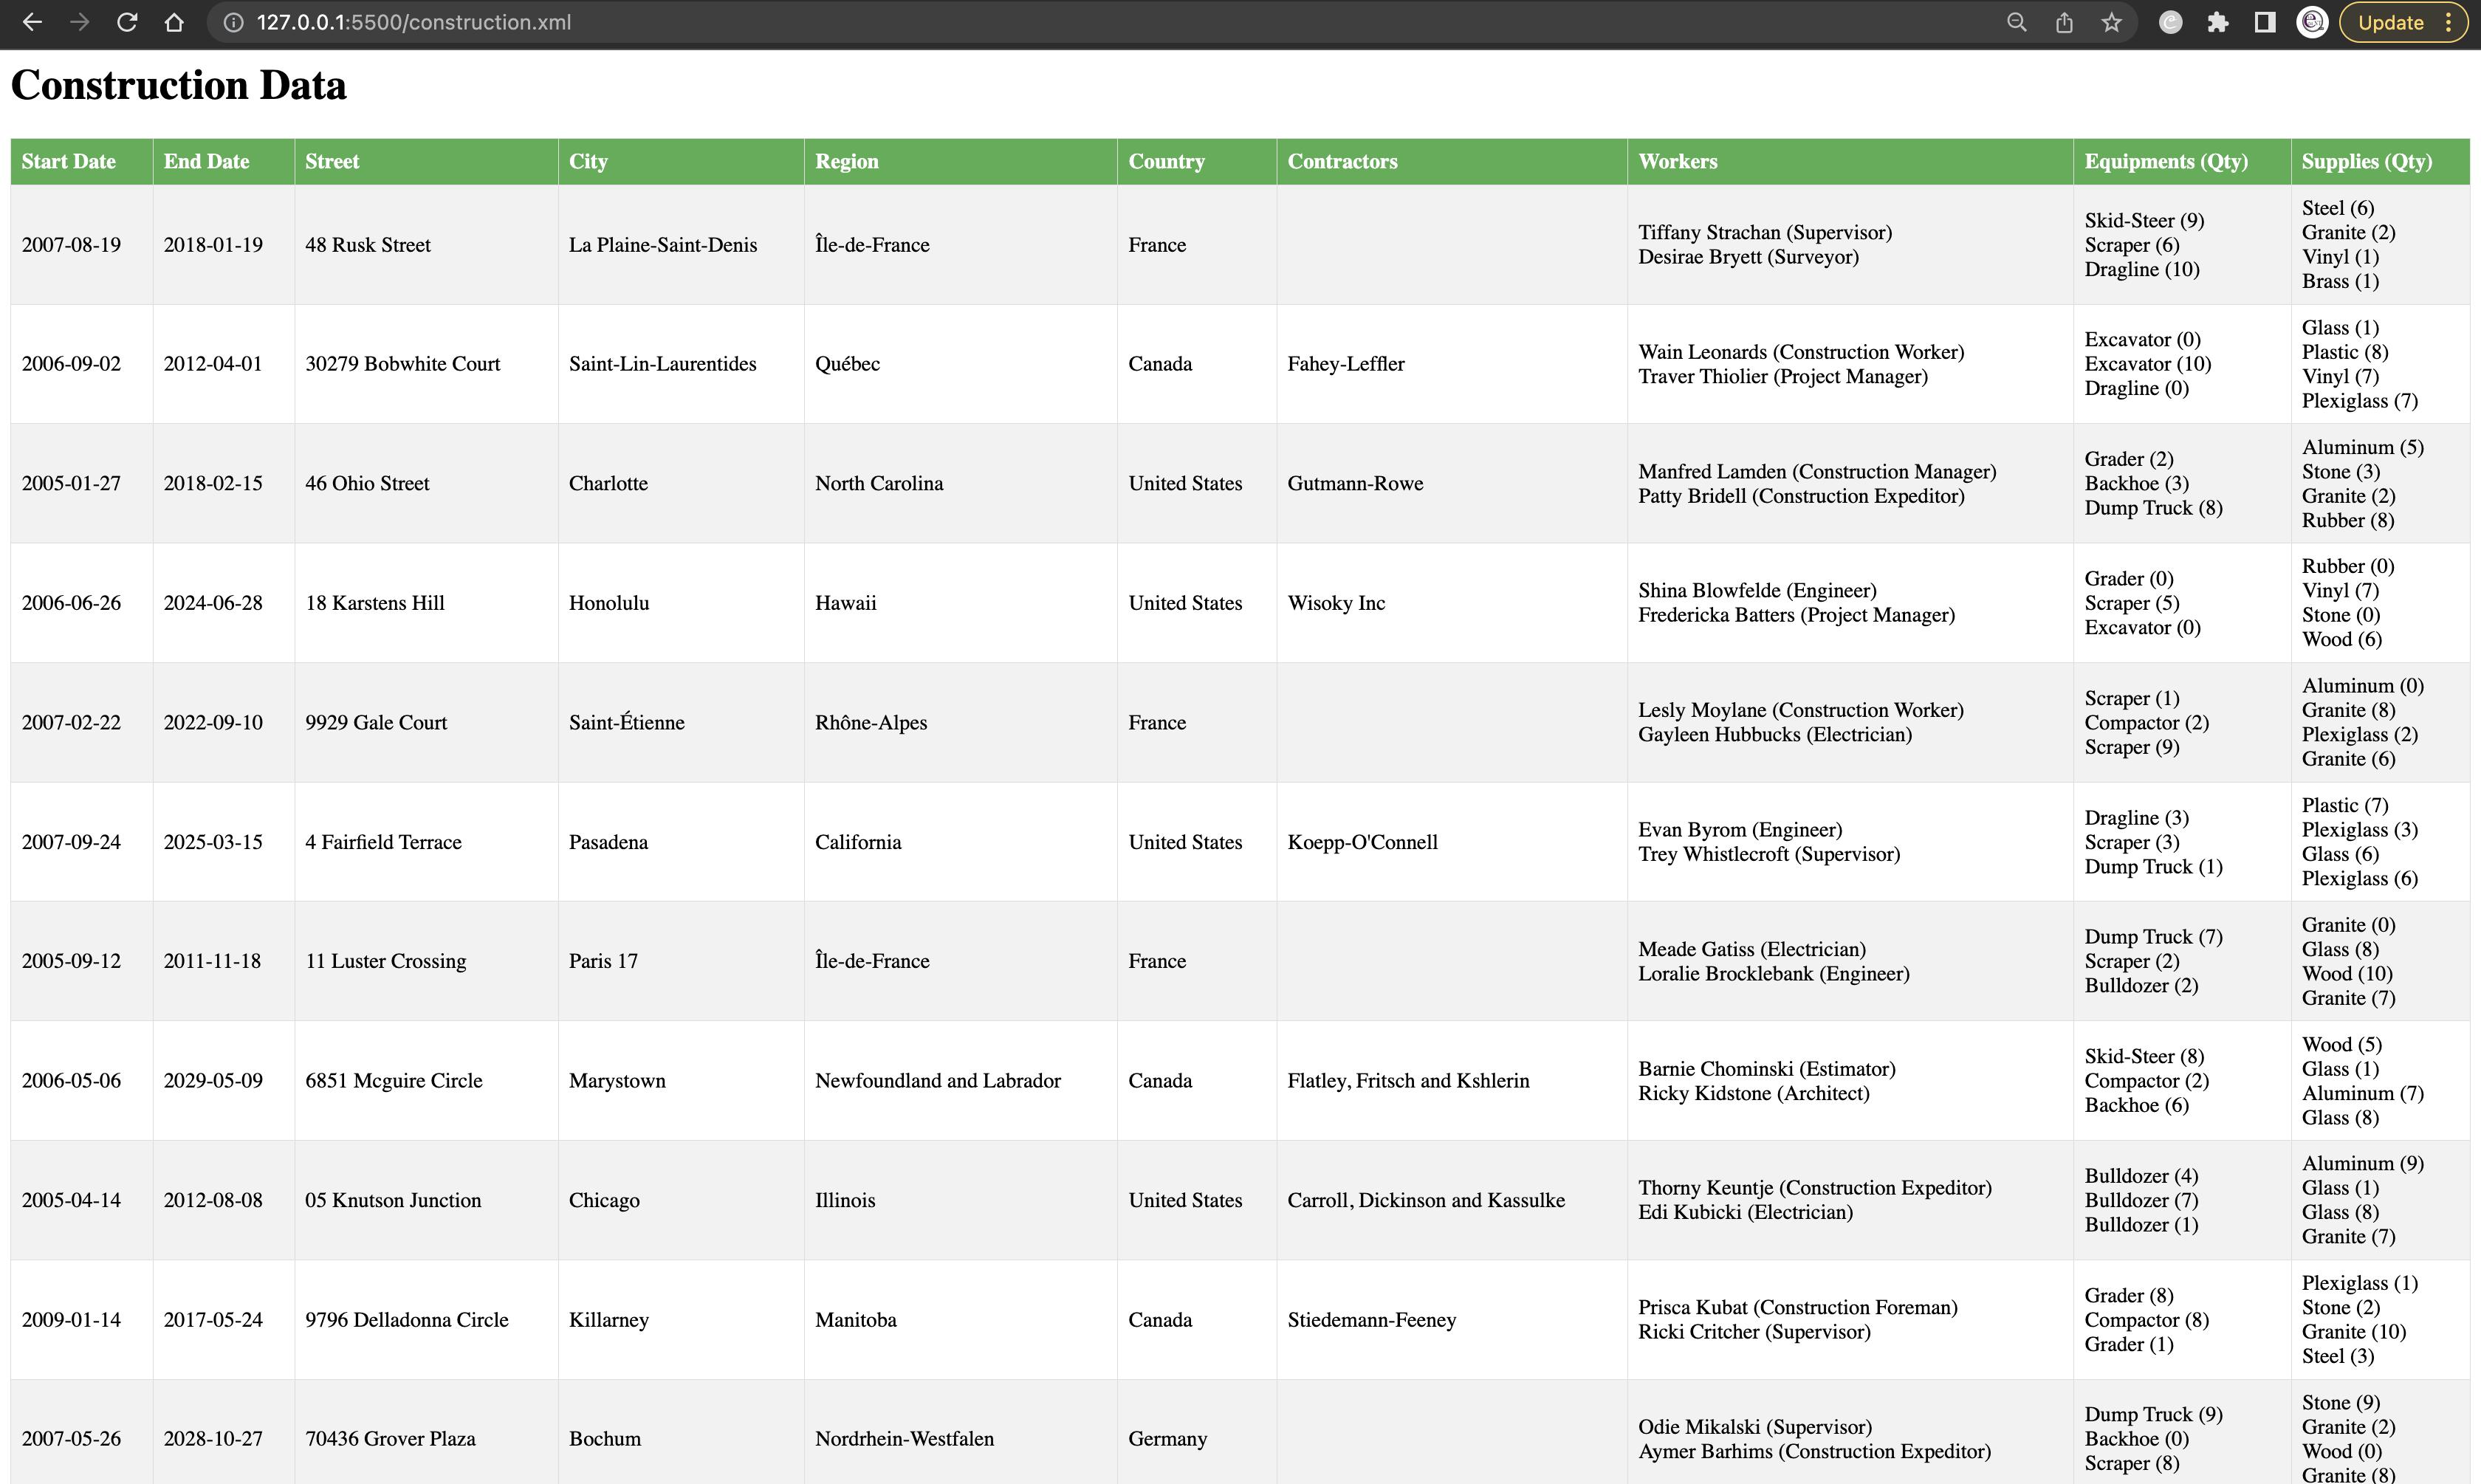 127.0.0.1:5500/construction.xml
Update
Construction Data
Start Date End Date Street City Region Country Contractors Workers Equipments (Qty) Supplies (Qty)
2007-08-19 2018-01-19 48 Rusk Street La Plaine-Saint-Denis Île-de-France France
Tiffany Strachan (Supervisor)
Desirae Bryett (Surveyor)
Skid-Steer (9)
Scraper (6)
Dragline (10)
Steel (6)
Granite (2)
Vinyl (1)
Brass (1)
2006-09-02 2012-04-01 30279 Bobwhite Court Saint-Lin-Laurentides Québec Canada Fahey-Leffler
Wain Leonards (Construction Worker)
Traver Thiolier (Project Manager)
Excavator (0)
Excavator (10)
Dragline (0)
Glass (1)
Plastic (8)
Vinyl (7)
Plexiglass (7)
2005-01-27 2018-02-15 46 Ohio Street Charlotte North Carolina United States Gutmann-Rowe
Manfred Lamden (Construction Manager)
Patty Bridell (Construction Expeditor)
Grader (2)
Backhoe (3)
Dump Truck (8)
Aluminum (5)
Stone (3)
Granite (2)
Rubber (8)
2006-06-26 2024-06-28 18 Karstens Hill Honolulu Hawaii United States Wisoky Inc
Shina Blowfelde (Engineer)
Fredericka Batters (Project Manager)
Grader (0)
Scraper (5)
Excavator (0)
Rubber (0)
Vinyl (7)
Stone (0)
Wood (6)
2007-02-22 2022-09-10 9929 Gale Court Saint-Étienne Rhône-Alpes France
Lesly Moylane (Construction Worker)
Gayleen Hubbucks (Electrician)
Scraper (1)
Compactor (2)
Scraper (9)
Aluminum (0)
Granite (8)
Plexiglass (2)
Granite (6)
2007-09-24 2025-03-15 4 Fairfield Terrace Pasadena California United States Koepp-O'Connell
Evan Byrom (Engineer)
Trey Whistlecroft (Supervisor)
Dragline (3)
Scraper (3)
Dump Truck (1)
Plastic (7)
Plexiglass (3)
Glass (6)
Plexiglass (6)
2005-09-12 2011-11-18 11 Luster Crossing Paris 17 Île-de-France France
Meade Gatiss (Electrician)
Loralie Brocklebank (Engineer)
Dump Truck (7)
Scraper (2)
Bulldozer (2)
Granite (0)
Glass (8)
Wood (10)
Granite (7)
2006-05-06 2029-05-09 6851 Mcguire Circle Marystown Newfoundland and Labrador Canada Flatley, Fritsch and Kshlerin
Barnie Chominski (Estimator)
Ricky Kidstone (Architect)
Skid-Steer (8)
Compactor (2)
Backhoe (6)
Wood (5)
Glass (1)
Aluminum (7)
Glass (8)
2005-04-14 2012-08-08 05 Knutson Junction Chicago Illinois United States Carroll, Dickinson and Kassulke
Thorny Keuntje (Construction Expeditor)
Edi Kubicki (Electrician)
Bulldozer (4)
Bulldozer (7)
Bulldozer (1)
Aluminum (9)
Glass (1)
Glass (8)
Granite (7)
2009-01-14 2017-05-24 9796 Delladonna Circle Killarney Manitoba Canada Stiedemann-Feeney
Prisca Kubat (Construction Foreman)
Ricki Critcher (Supervisor)
Grader (8)
Compactor (8)
Grader (1)
Plexiglass (1)
Stone (2)
Granite (10)
Steel (3)
2007-05-26 2028-10-27 70436 Grover Plaza Bochum Nordrhein-Westfalen Germany
Odie Mikalski (Supervisor)
Aymer Barhims (Construction Expeditor)
Dump Truck (9)
Backhoe (0)
Scraper (8)
Stone (9)
Granite (2)
Wood (0)
Granite (8)